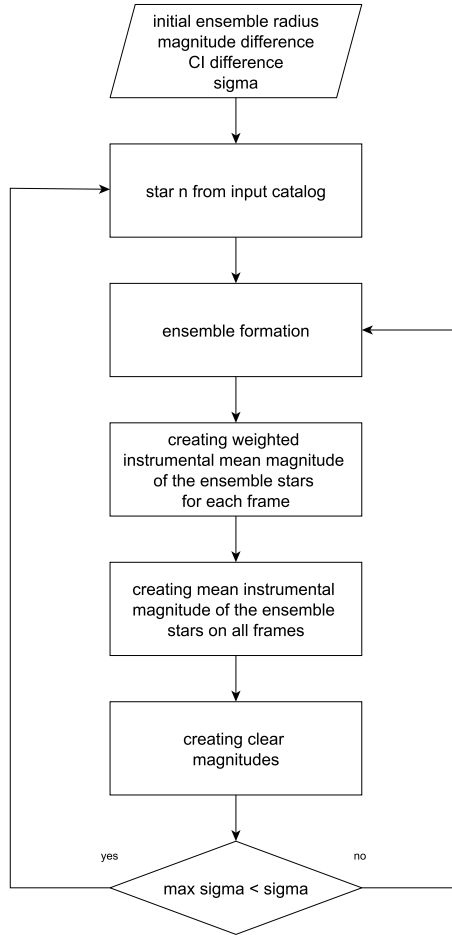 initial ensemble radius
magnitude difference
CI difference
sigma
star n from input catalog
ensemble formation
creating weighted
instrumental mean magnitude
of the ensemble stars
for each frame
creating mean instrumental
magnitude of the ensemble
stars on all frames
creating clear
magnitudes
yes
no
max sigma < sigma